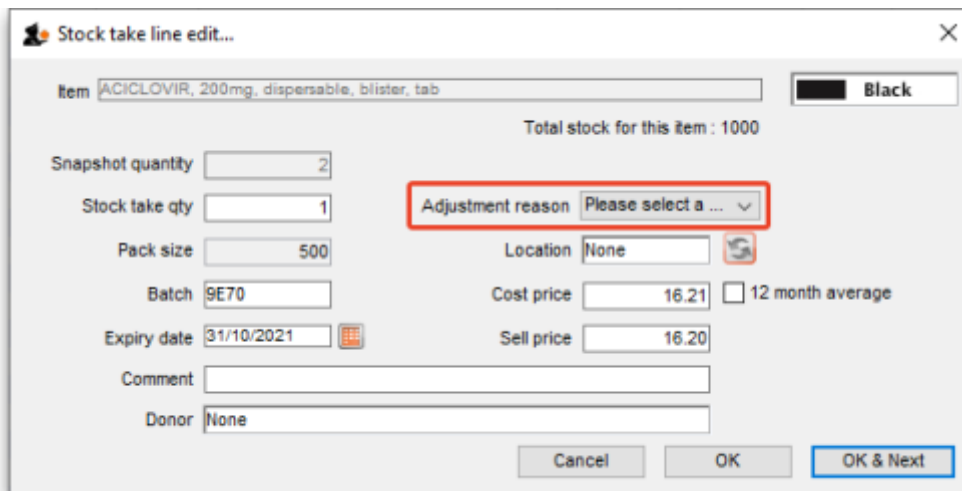 Stock take line edit...
Item ACICLOVIR, 200mg, dispersable, blister, tab Black
Total stock for this item : 1000
Snapshot quantity 2
Stock take qty 1 Adjustment reason Please select a ...
Pack size 500 Location None
Batch 9E70 Cost price 16.21 12 month average
Expiry date 31/10/2021 Sell price 16.20
Comment
Donor None
Cancel OK OK & Next